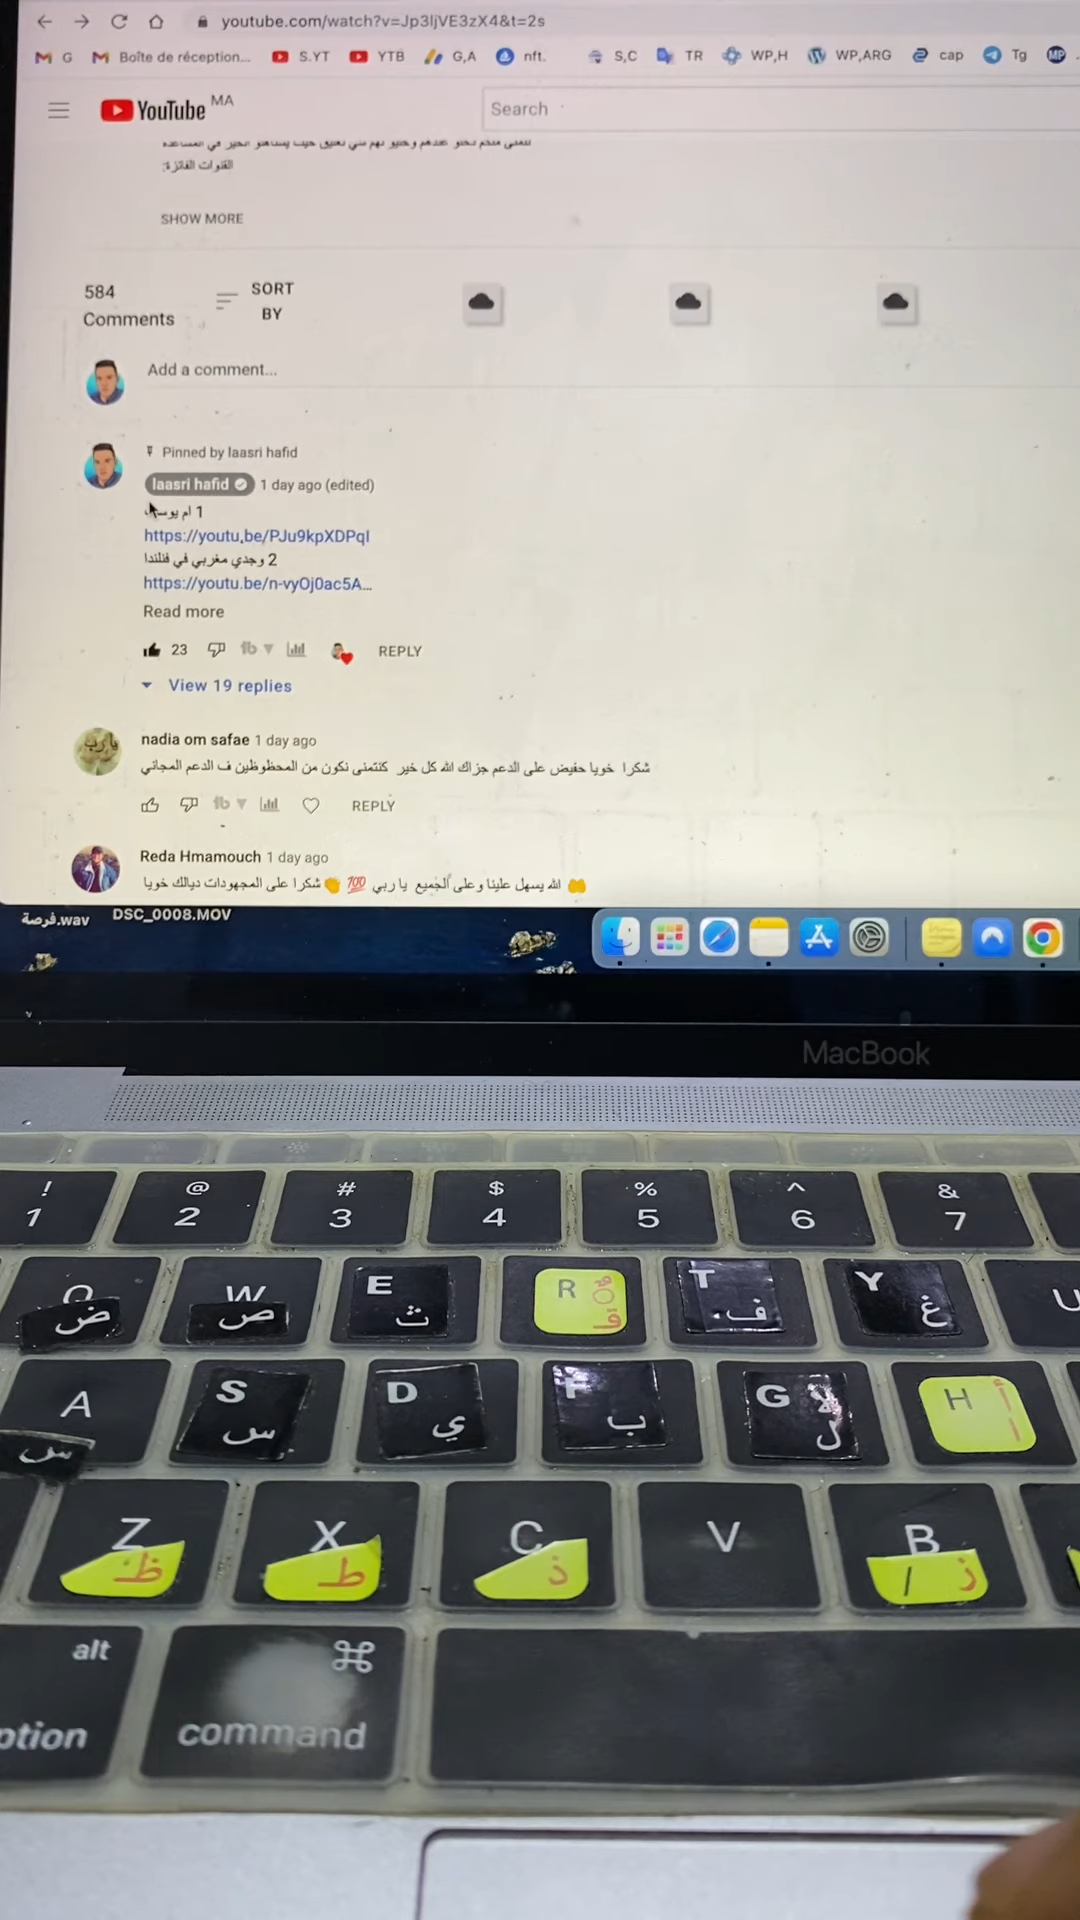 youtube.com/watch?v=Jp3ljVE3zX4&t=2s
G Boîte de réception... S.YT YTB G,A nft. S,C TR WP,H WP,ARG cap Tg MP
YouTube MA
Search
القنوات الفائزة:
SHOW MORE
584
Comments
SORT
BY
Add a comment...
Pinned by laasri hafid
laasri hafid 1 day ago (edited)
1 ام
https://youtu.be/PJu9kpXDPqI
2 وجدي مغربي في فنلندا
https://youtu.be/n-vyOj0ac5A...
Read more
23 REPLY
View 19 replies
nadia om safae 1 day ago
شكرا خويا حفيض على الدعم جزاك الله كل خير كنتمنى نكون من المحظوظين ف الدعم المجاني
REPLY
Reda Hmamouch 1 day ago
الله يسهل علينا وعلى الجميع يا ربي 💯 👏 شكرا على المجهودات ديالك خويا 🤲
فرصة.wav DSC_0008.MOV
MacBook
! @ # $ % ^ &
1 2 3 4 5 6 7
Q W E R T Y U
ض ص ث ف غ
A S D F G H
س س ي ب لا ل أ ا
Z X C V B
ظ ط ذ / ز
alt ⌘
ption command